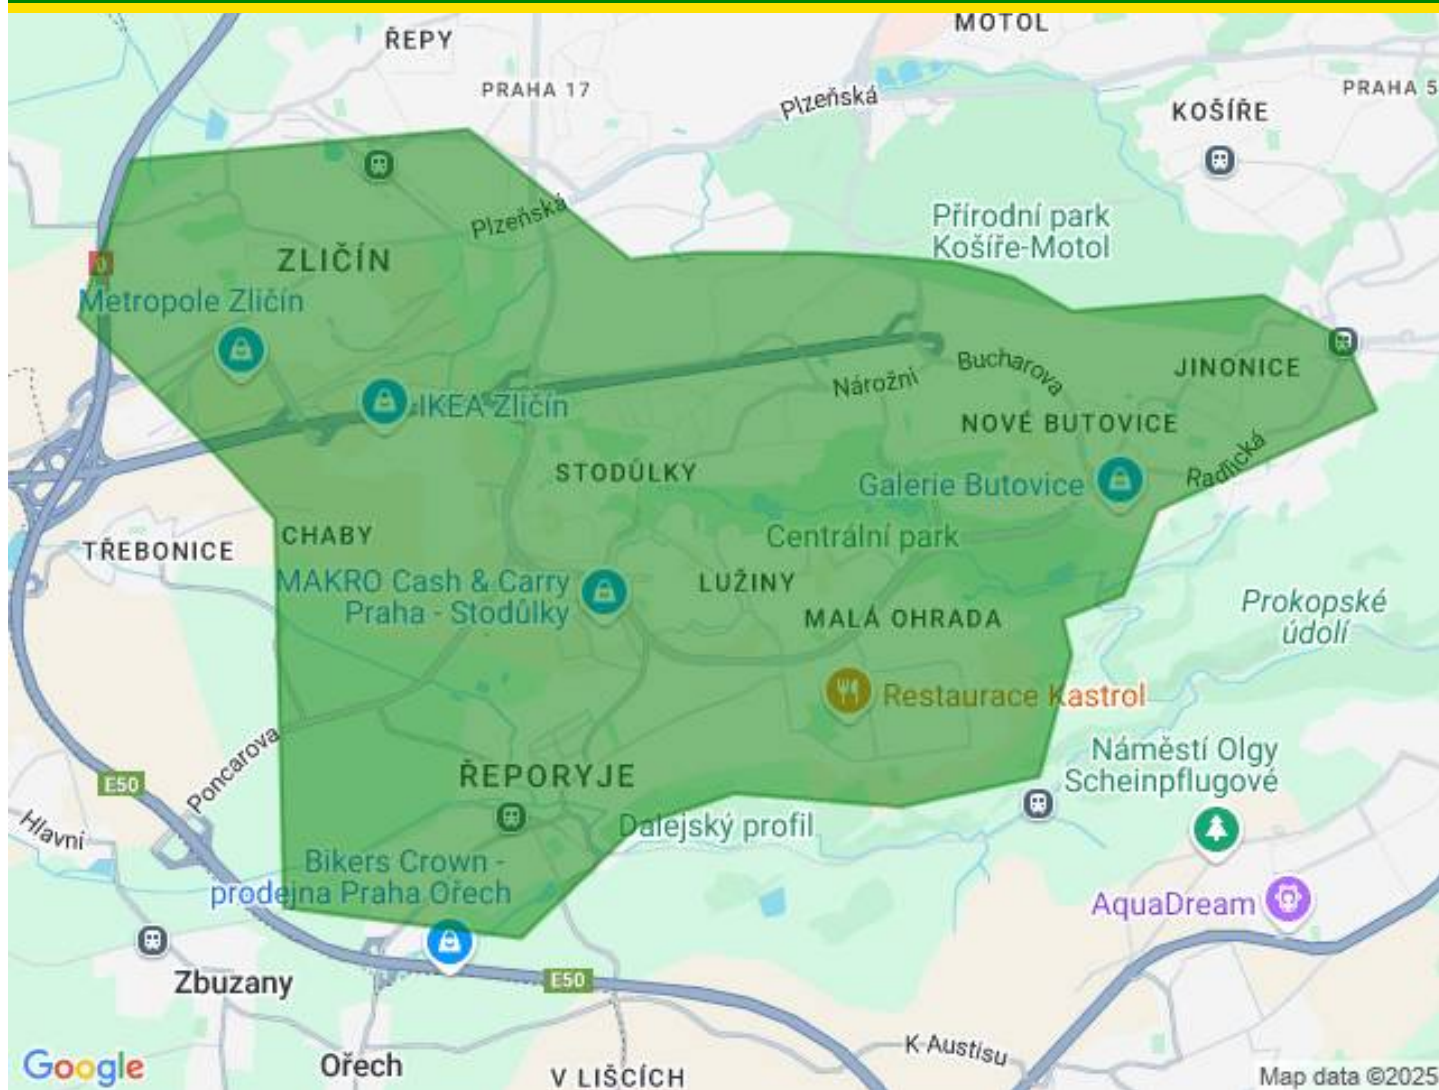 MOTOL
ŘEPY
PRAHA 17
PRAHA 5
Plzeňská
KOŠÍŘE
Plzeňská
Přírodní park
Košíře-Motol
ZLIČÍN
0
Metropole Zličín
Bucharova
JINONICE
Nárožní
IKEA Zličín
NOVÉ BUTOVICE
Radlická
STODŮLKY
Galerie Butovice
CHABY
Centrální park
TŘEBONICE
MAKRO Cash & Carry
Praha - Stodůlky
LUŽINY
MALÁ OHRADA
Prokopské
údolí
Restaurace Kastrol
Poncarova
Náměstí Olgy
Scheinpflugové
ŘEPORYJE
E50
Hlavní
Dalejský profil
Bikers Crown -
prodejna Praha Ořech
AquaDream
Zbuzany
E50
K Austisu
Google
Ořech
V LIŠCÍCH
Map data ©2025